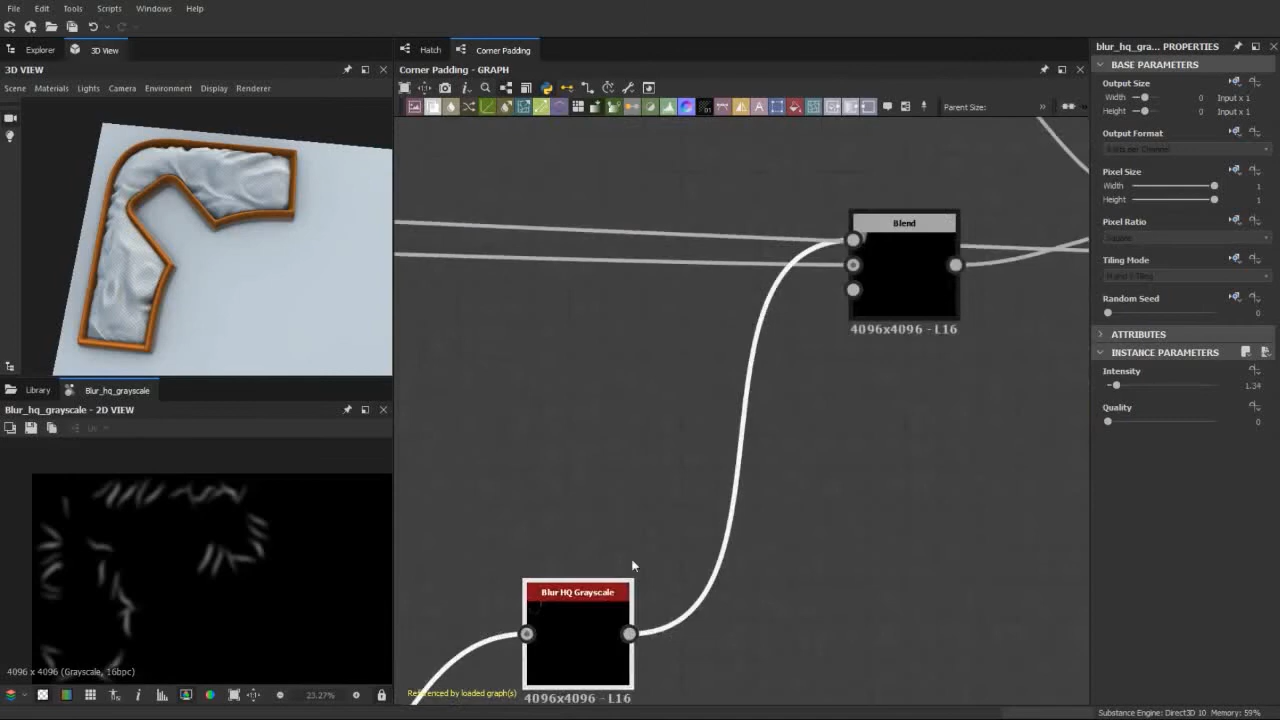 File Edit Tools Scripts Windows Help
Explorer 3D View
3D VIEW
Scene Materials Lights Camera Environment Display Renderer
Library Blur_hq_grayscale
Blur_hq_grayscale - 2D VIEW
4096 x 4096 (Grayscale, 16bpc)
23.27%
Hatch Corner Padding
Corner Padding - GRAPH
Parent Size:
Blend
4096x4096 - L16
Blur HQ Grayscale
Referenced by loaded graph(s)
4096x4096 - L16
blur_hq_gra... PROPERTIES
BASE PARAMETERS
Output Size
Width 0 Input x 1
Height 0 Input x 1
Output Format
Pixel Size
Width 1
Height 1
Pixel Ratio
Square
Tiling Mode
Random Seed
0
ATTRIBUTES
INSTANCE PARAMETERS
Intensity
1.34
Quality
0
Substance Engine: Direct3D 10 Memory: 59%